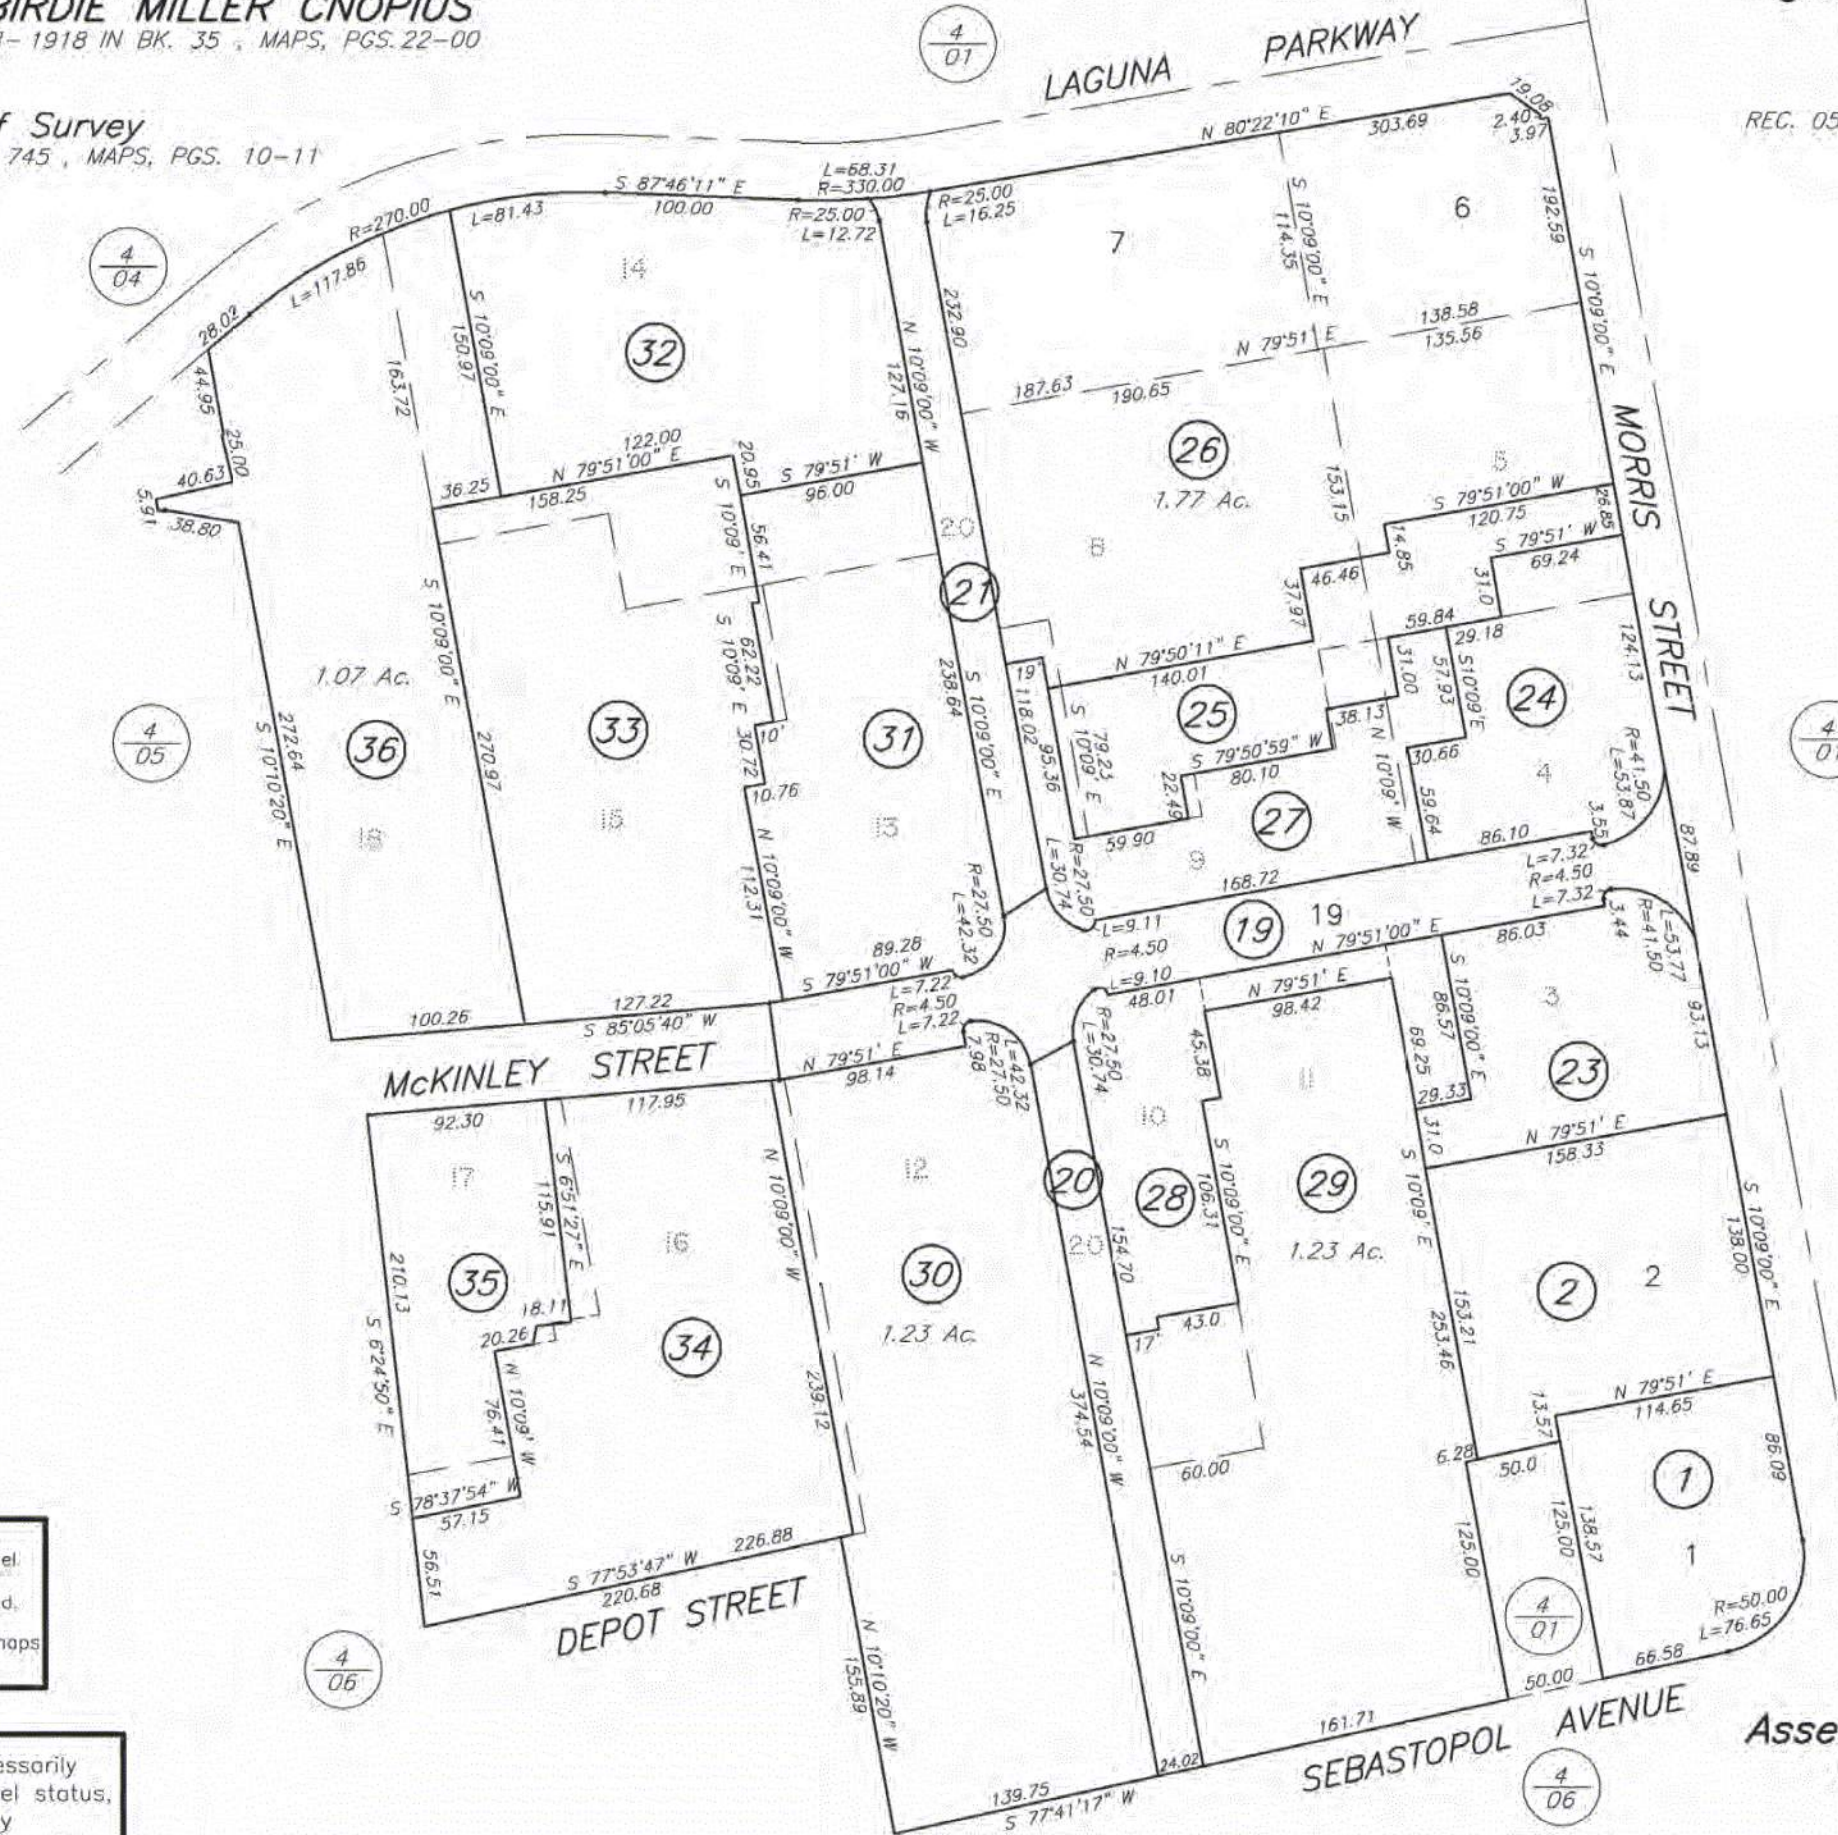 BIRDIE MILLER CNOPIUS
1918 IN BK. 35 , MAPS, PGS. 22-00
Survey
745 , MAPS, PGS. 10-11
REC. 05
4
01
LAGUNA PARKWAY
19.08
2.40
3.97
N 80°22'10" E
303.69
L=68.31
R=330.00
S 87°46'11" E
100.00
R=25.00
L=12.72
R=25.00
L=16.25
R=270.00
L=81.43
L=117.86
28.02
4
04
44.95
25.00
40.63
5.91
38.80
163.72
S 10°09'00" E
150.97
14
32
7
6
S 10°09'00" E
114.35
192.59
S 10°09'00" E
232.90
N 10°09'00" W
127.16
138.58
N 79°51' E
135.56
187.63
190.65
MORRIS STREET
122.00
N 79°51'00" E
36.25
158.25
20.95
S 79°51' W
96.00
26
1.77 Ac.
153.15
5
S 79°51'00" W
120.75
26.85
S 79°51' W
69.24
14.85
46.46
37.97
31.0
S 10°09' E
56.41
20
8
21
59.84
29.18
124.13
S 10°09'00" E
S 10°09' E
62.22
N 79°50'11" E
140.01
19'
118.02
238.64
S 10°09'00" E
1.07 Ac.
36
33
31
25
24
31.00
57.93
S10°09'E
38.13
30.66
R=41.50
L=53.87
4
05
4
272.64
S 10°10'20" E
270.97
30.72
10'
10.76
95.36
79.23
S 10°09' E
S 79°50'59" W
80.10
22.49
N 10°09' W
59.64
4
18
15
13
27
59.90
9
86.10
3.55
87.89
N 10°09'00" W
112.31
R=27.50
L=42.32
R=27.50
L=30.74
168.72
L=7.32
R=4.50
L=7.32
89.28
S 79°51'00" W
L=9.11
R=4.50
L=9.10
19
19
N 79°51'00" E
86.03
3.44
R=41.50
L=53.77
48.01
N 79°51' E
98.42
L=7.22
R=4.50
L=7.22
100.26
127.22
S 85°05'40" W
McKINLEY STREET
N 79°51' E
98.14
7.98
L=42.32
R=27.50
R=27.50
L=30.74
45.38
86.57
S 10°09'00" E
69.25
3
23
93.13
92.30
117.95
10
11
29.33
31.0
N 79°51' E
158.33
17
S 6°51'27" E
115.91
N 10°09'00" W
12
20
28
S 10°09'00" E
106.31
29
1.23 Ac.
S 10°09' E
16
20
154.70
2
2
S 10°09'00" E
138.00
210.13
S 6°24'50" E
35
18.11
20.26
34
30
1.23 Ac.
17'
43.0
153.21
253.46
N 10°09' W
76.41
239.12
N 10°09'00" W
374.54
13.57
N 79°51' E
114.65
6.28
50.0
60.00
86.09
1
1
S 78°37'54" W
57.15
56.51
226.88
S 77°53'47" W
220.68
DEPOT STREET
125.00
125.00
138.57
4
01
R=50.00
L=76.65
4
06
N 10°10'20" W
155.89
S 10°09'00" E
66.58
50.00
161.71
24.02
139.75
S 77°41'17" W
SEBASTOPOL AVENUE
4
06
Asse
el
d,
maps
essarily
el status,
y